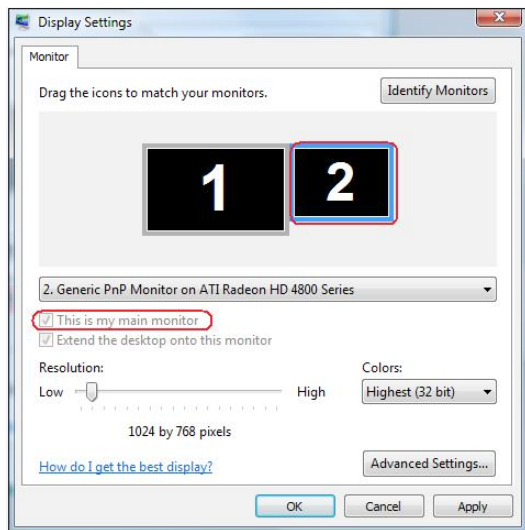 Display Settings
Monitor
Drag the icons to match your monitors.
Identify Monitors
1
2
2. Generic PnP Monitor on ATI Radeon HD 4800 Series
This is my main monitor
Extend the desktop onto this monitor
Resolution:
Colors:
Low
High
Highest (32 bit)
1024 by 768 pixels
How do I get the best display?
Advanced Settings...
OK
Cancel
Apply